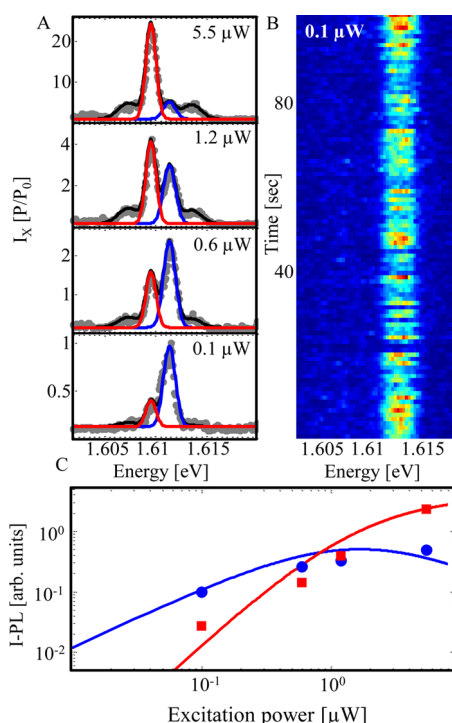 A
5.5 µW
20
10
1.2 µW
4
2
0.6 µW
2
1
0.1 µW
1
0.5
I_X [P/P_0]
1.605 1.61 1.615
Energy [eV]
B
0.1 µW
80
40
Time [sec]
1.605 1.61 1.615
Energy [eV]
C
10^0
10^-1
10^-2
I-PL [arb. units]
10^-1 10^0
Excitation power [µW]